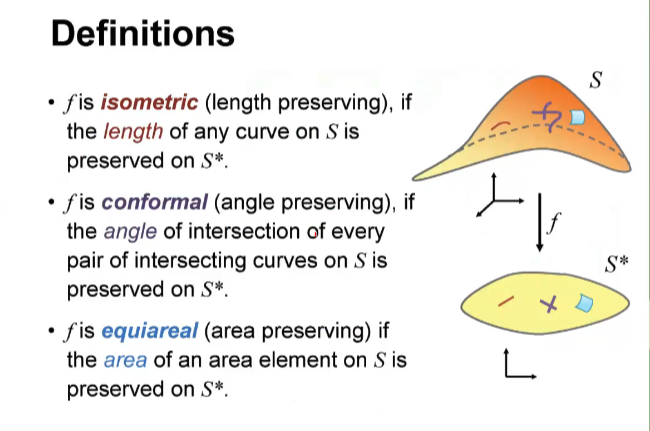 Definitions
• f is isometric (length preserving), if
the length of any curve on S is
preserved on S*.
• f is conformal (angle preserving), if
the angle of intersection of every
pair of intersecting curves on S is
preserved on S*.
• f is equiareal (area preserving) if
the area of an area element on S is
preserved on S*.
S
f
S*